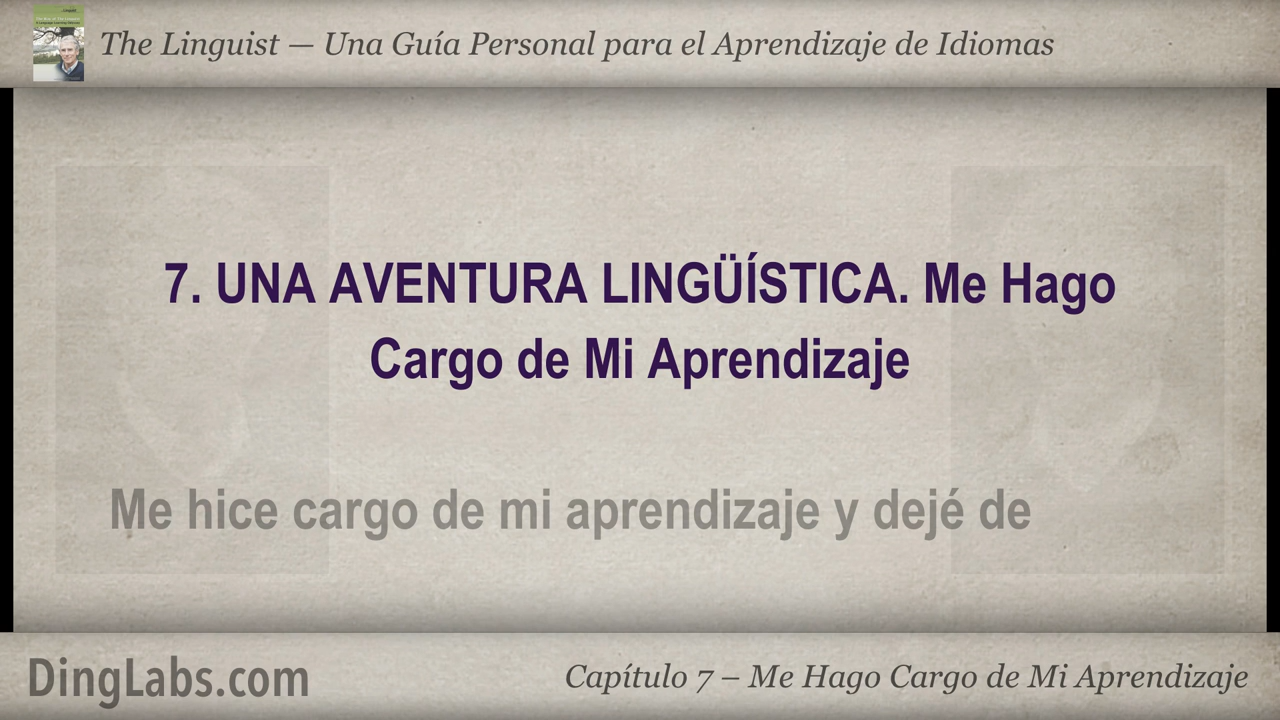 The Linguist — Una Guía Personal para el Aprendizaje de Idiomas
7. UNA AVENTURA LINGÜÍSTICA. Me Hago
Cargo de Mi Aprendizaje
Me hice cargo de mi aprendizaje y dejé de
DingLabs.com
Capítulo 7 – Me Hago Cargo de Mi Aprendizaje